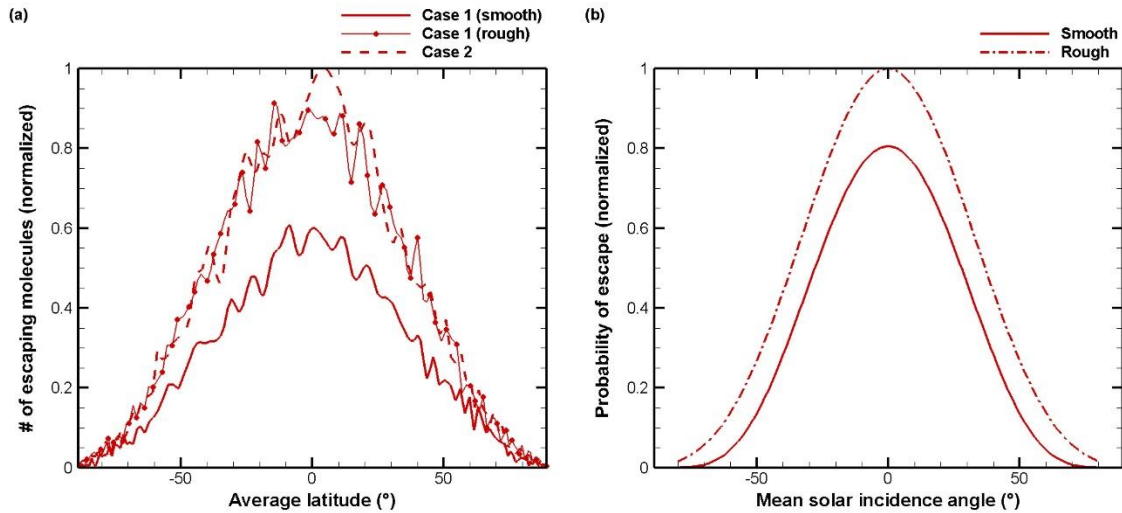 (a)
Case 1 (smooth)
Case 1 (rough)
Case 2
# of escaping molecules (normalized)
1
0.8
0.6
0.4
0.2
0
-50
0
50
Average latitude (°)
(b)
Smooth
Rough
Probability of escape (normalized)
1
0.8
0.6
0.4
0.2
0
-50
0
50
Mean solar incidence angle (°)